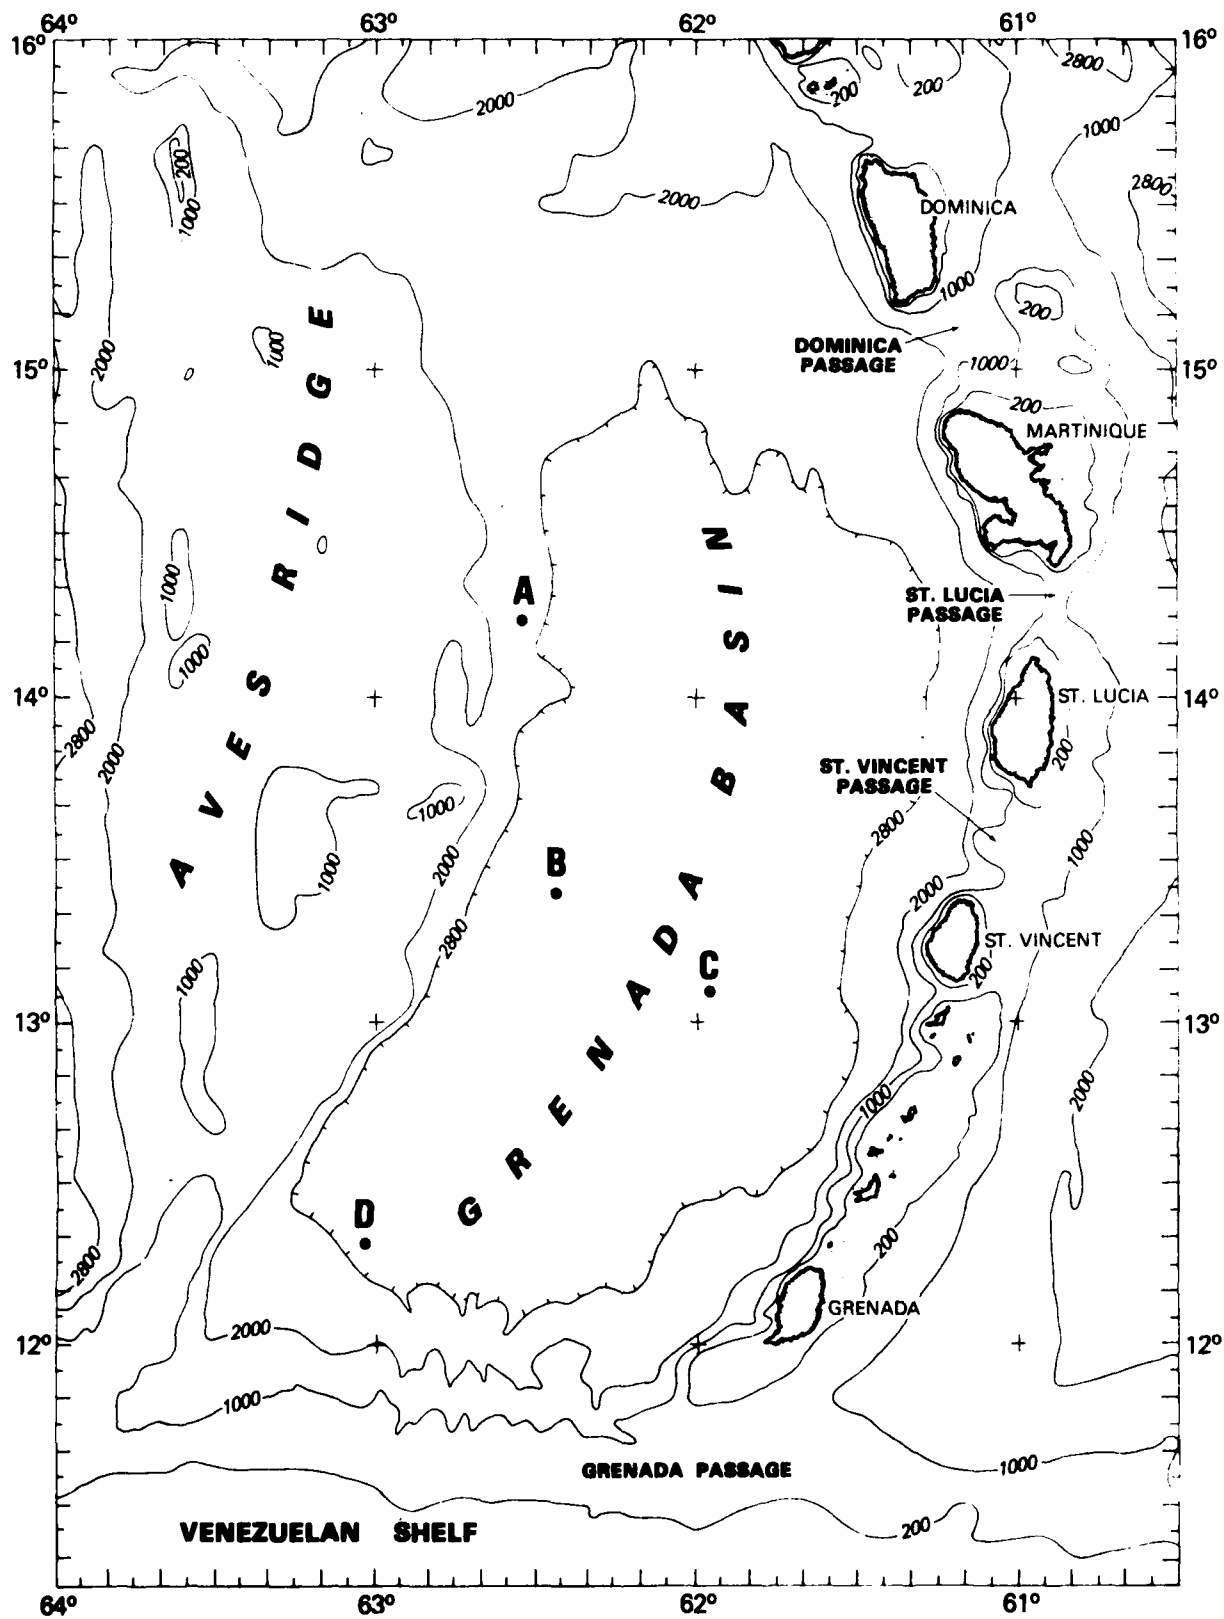 64° 63° 62° 61°
16° 16°
2800
200
200
2000
1000
200
2800
1000
2000
DOMINICA
1000
200
DOMINICA
PASSAGE
2000
1000
1000
15° 15°
200
MARTINIQUE
1000
A
ST. LUCIA
PASSAGE
1000
14° 14°
ST. LUCIA
2800
2000
200
ST. VINCENT
PASSAGE
1000
2800
1000
2000
1000
B
2000
2800
ST. VINCENT
C
200
1000
13° 13°
1000
2000
AVES RIDGE
GRENADA BASIN
D
200
2800
GRENADA
2000
12° 12°
1000
GRENADA PASSAGE
1000
VENEZUELAN SHELF
200
64° 63° 62° 61°